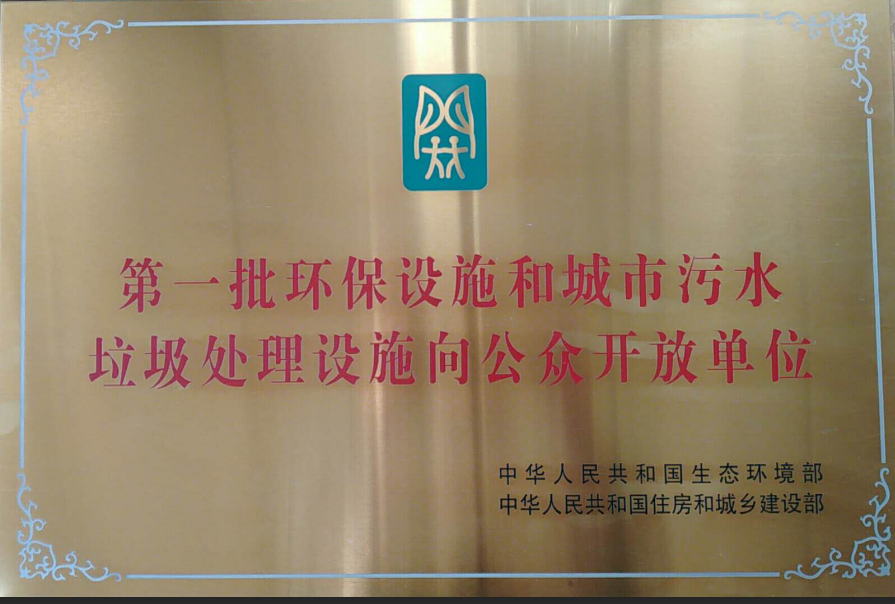 第一批环保设施和城市污水
垃圾处理设施向公众开放单位
中华人民共和国生态环境部
中华人民共和国住房和城乡建设部